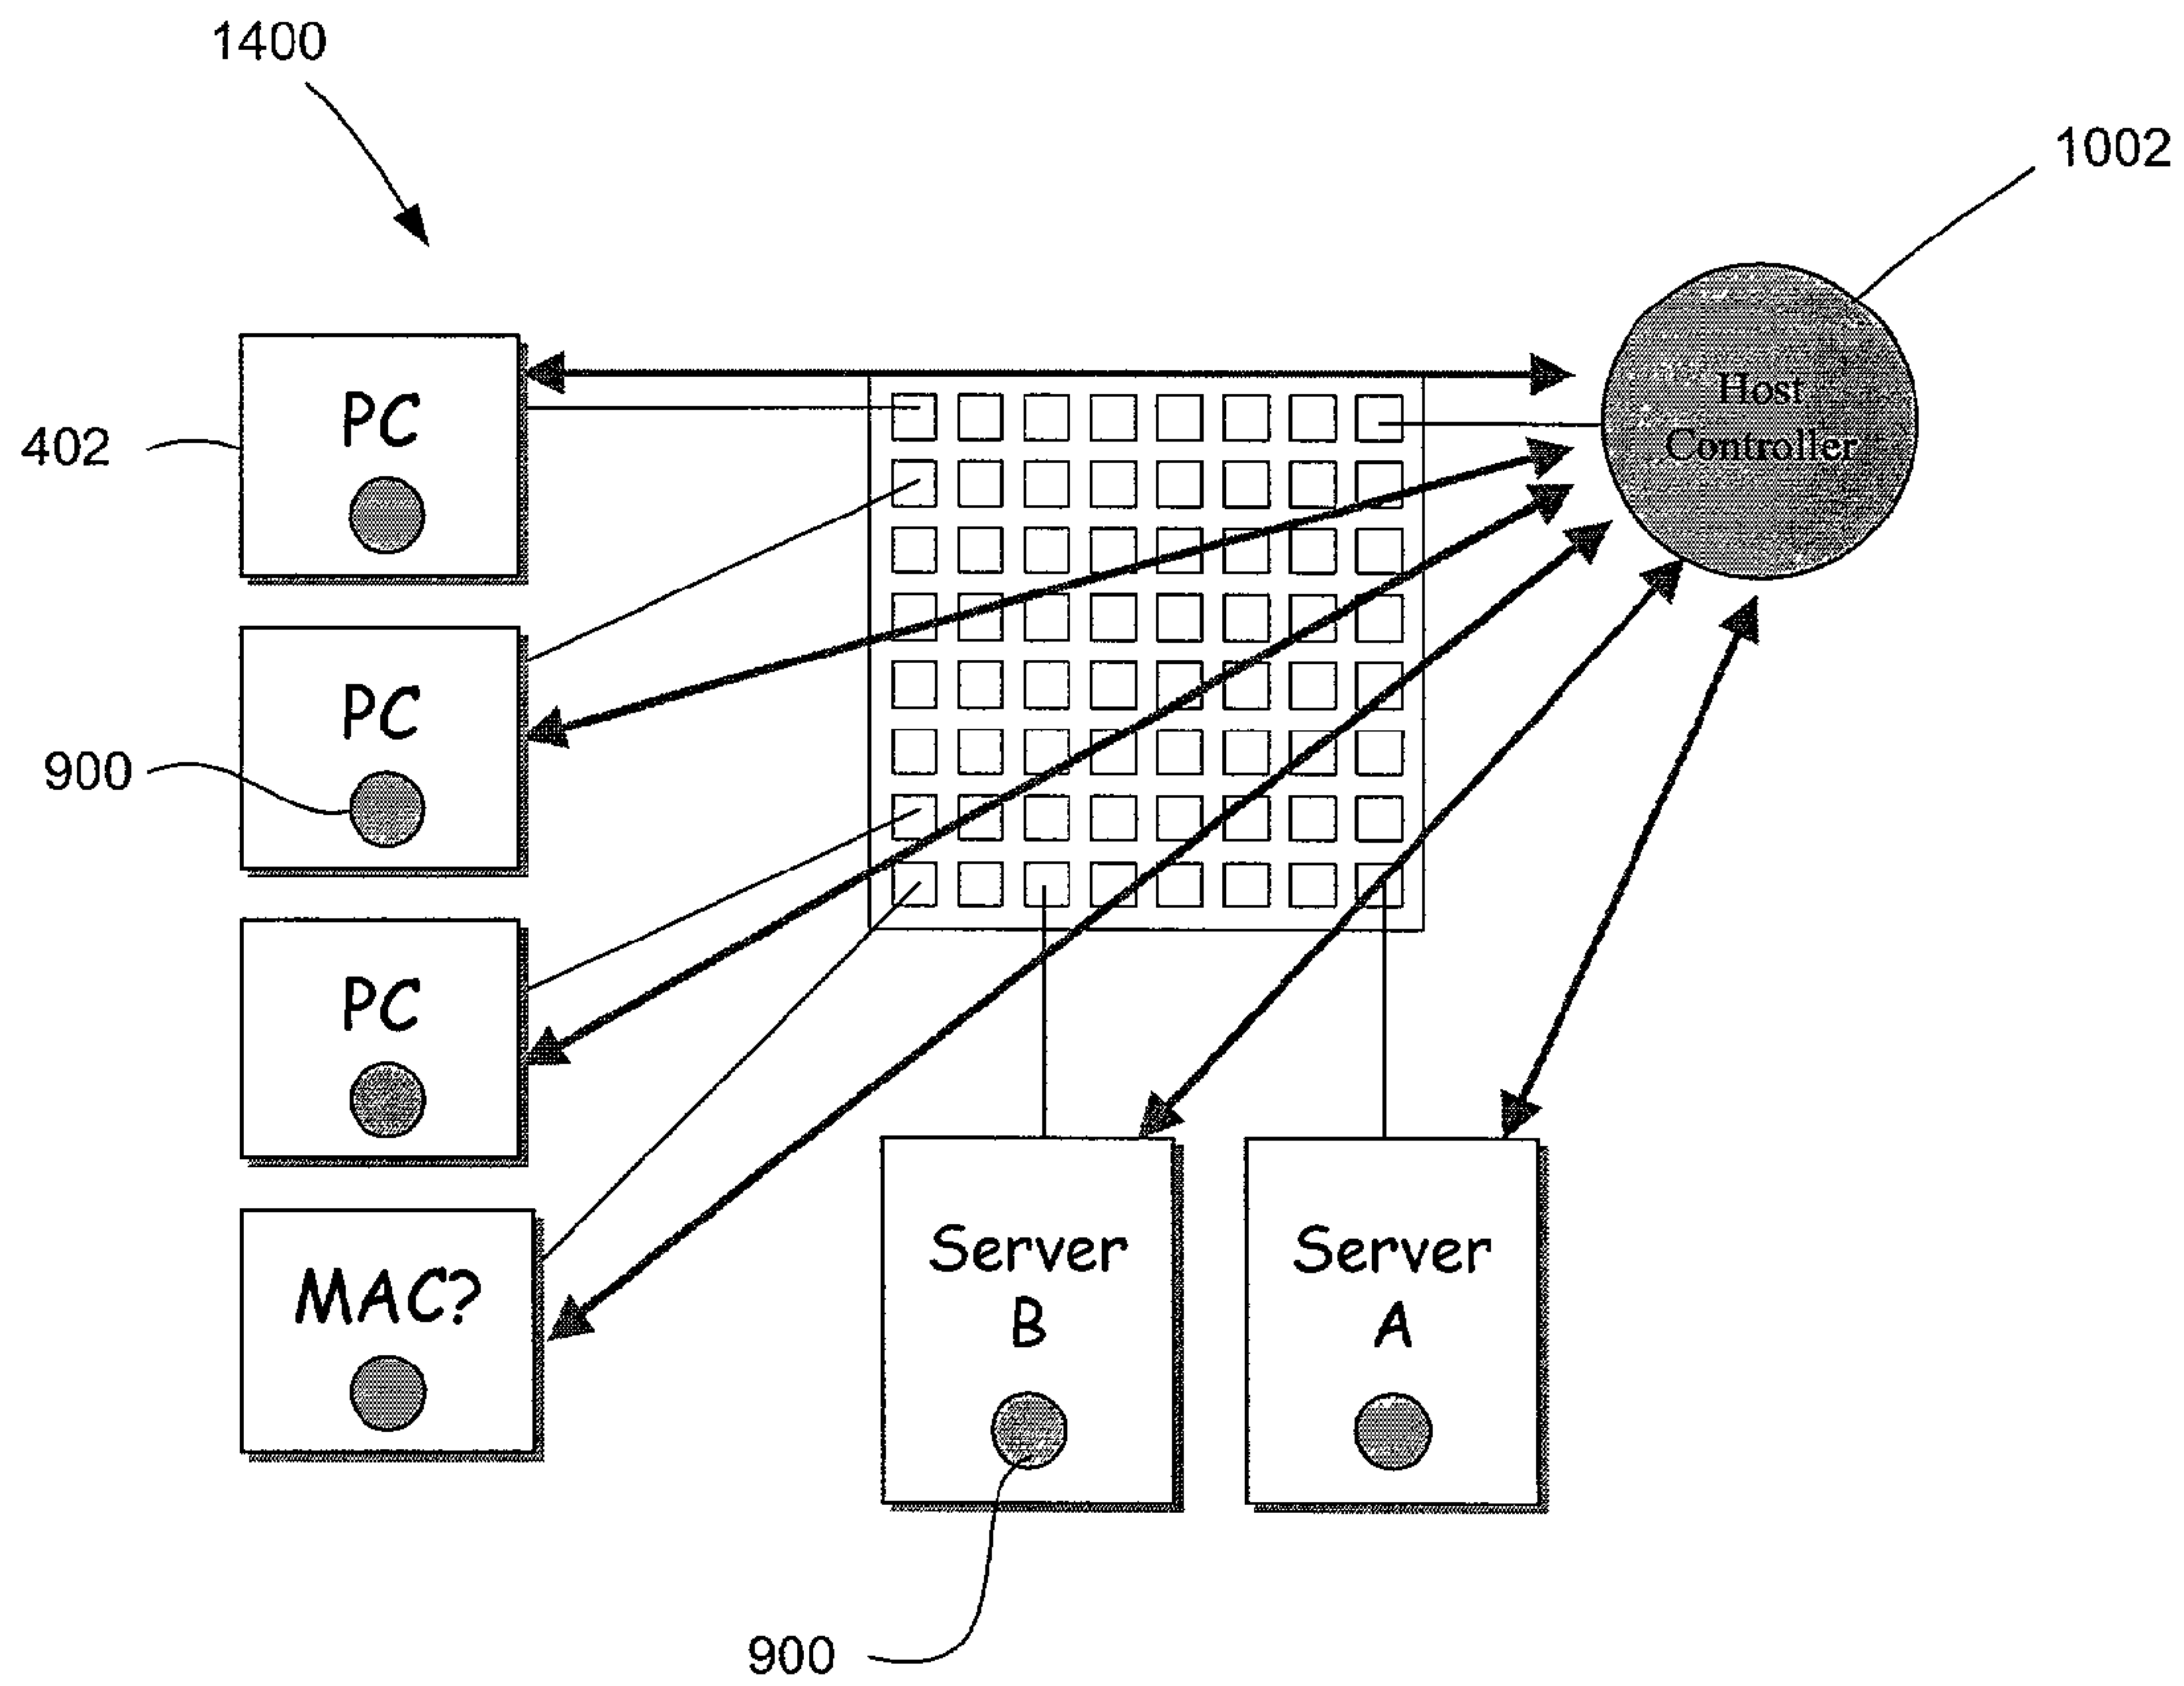 1400
1002
PC
402
Host
Controller
PC
900
PC
MAC?
Server
B
Server
A
900